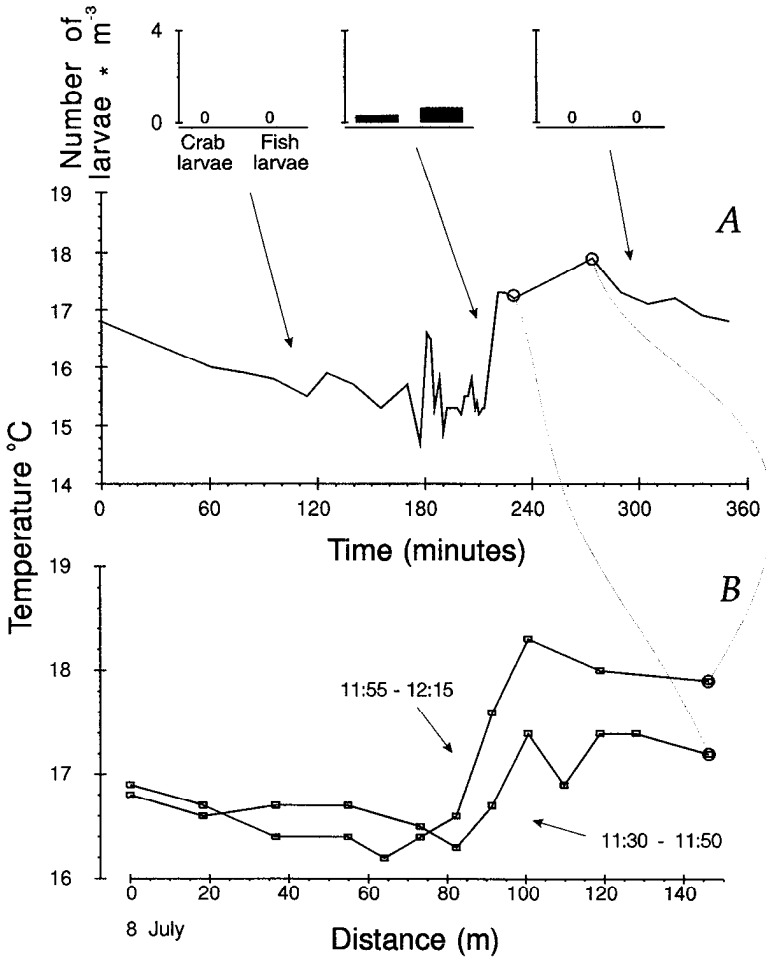 Number of
larvae * m-3
4
0
0 0
Crab larvae
Fish larvae
0 0
A
19
18
17
16
15
14
0 60 120 180 240 300 360
Time (minutes)
Temperature °C
B
19
18
17
16
11:55 - 12:15
11:30 - 11:50
0 20 40 60 80 100 120 140
8 July
Distance (m)